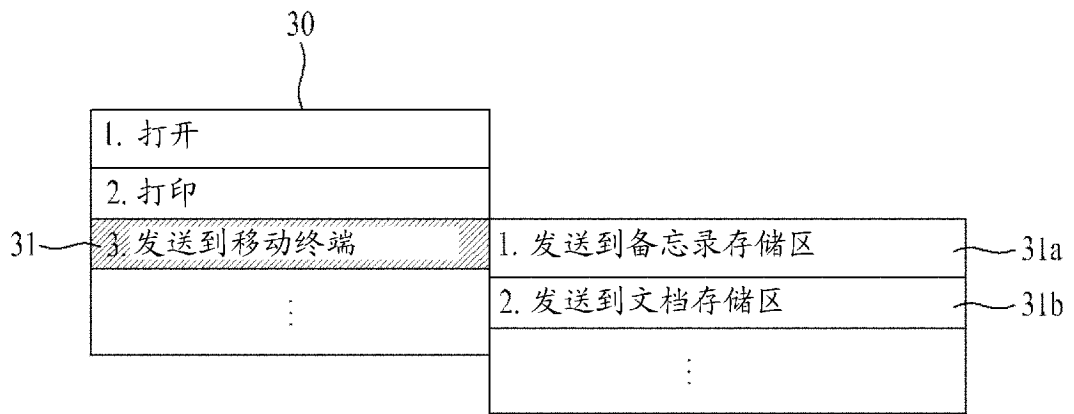 30
1. 打开
2. 打印
31
3. 发送到移动终端
1. 发送到备忘录存储区
31a
2. 发送到文档存储区
31b